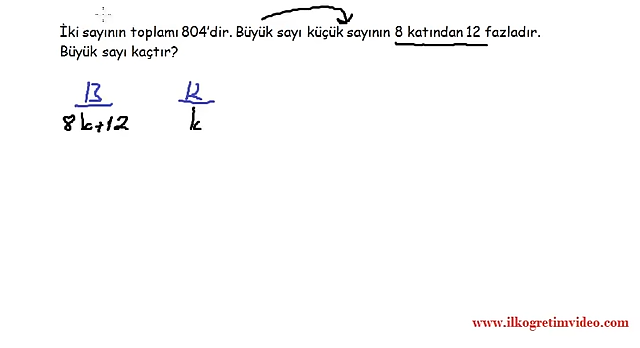 İki sayının toplamı 804'dir. Büyük sayı küçük sayının 8 katından 12 fazladır.
Büyük sayı kaçtır?
B K
8k+12 k
www.ilkogretimvideo.com